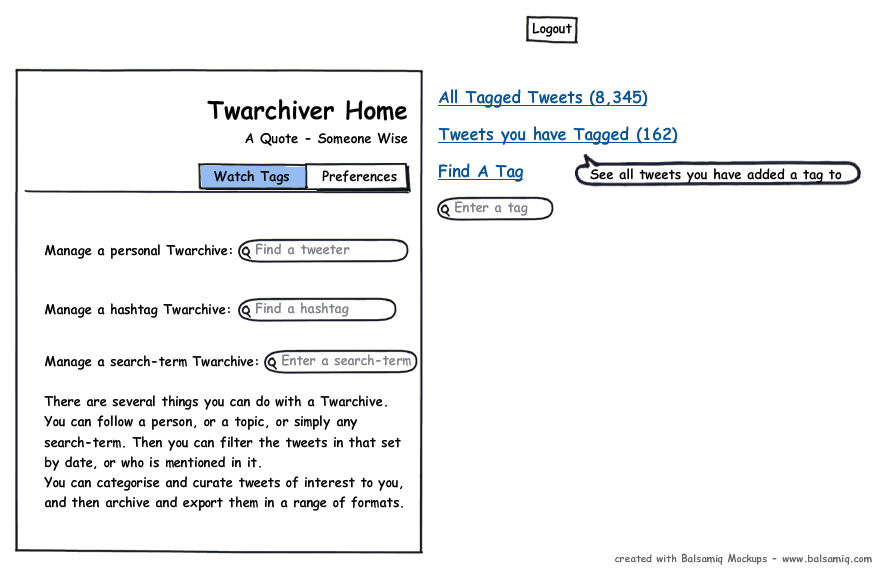 Logout
Twarchiver Home
A Quote - Someone Wise
Watch Tags
Preferences
Manage a personal Twarchive: Find a tweeter
Manage a hashtag Twarchive: Find a hashtag
Manage a search-term Twarchive: Enter a search-term
There are several things you can do with a Twarchive.
You can follow a person, or a topic, or simply any
search-term. Then you can filter the tweets in that set
by date, or who is mentioned in it.
You can categorise and curate tweets of interest to you,
and then archive and export them in a range of formats.
All Tagged Tweets (8,345)
Tweets you have Tagged (162)
Find A Tag
See all tweets you have added a tag to
Enter a tag
created with Balsamiq Mockups - www.balsamiq.com